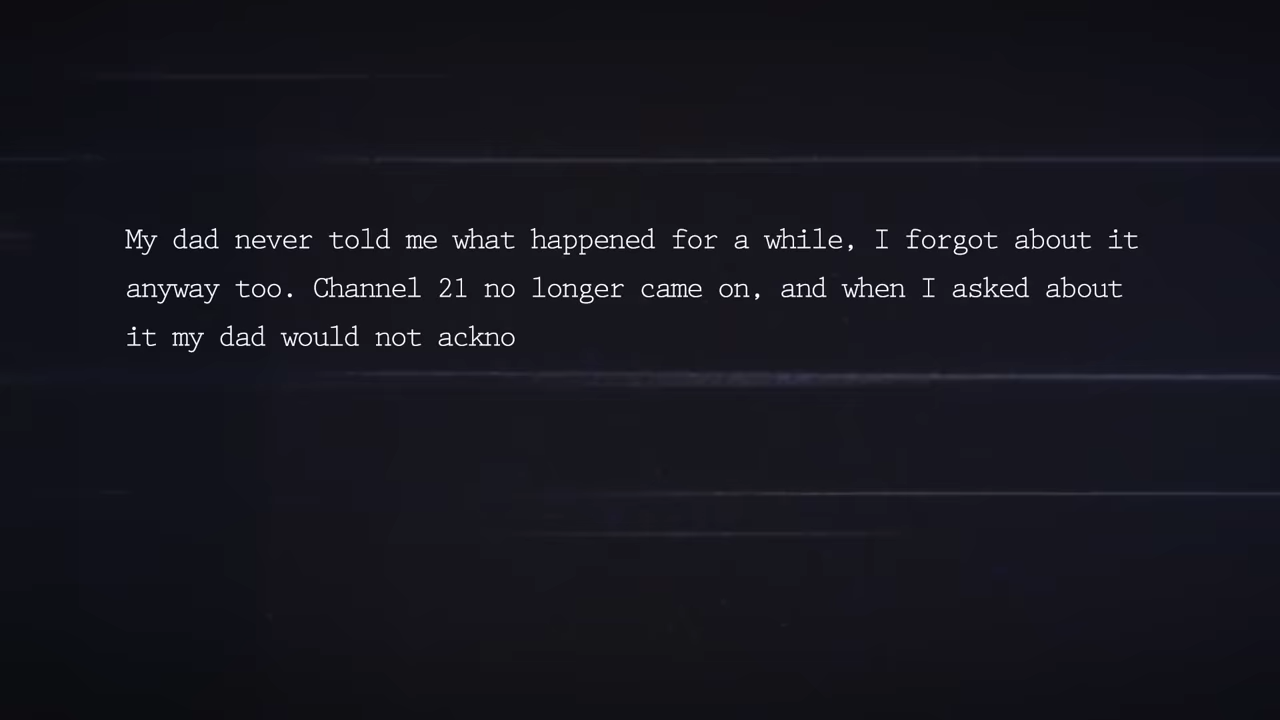 My dad never told me what happened for a while, I forgot about it
anyway too. Channel 21 no longer came on, and when I asked about
it my dad would not ackno